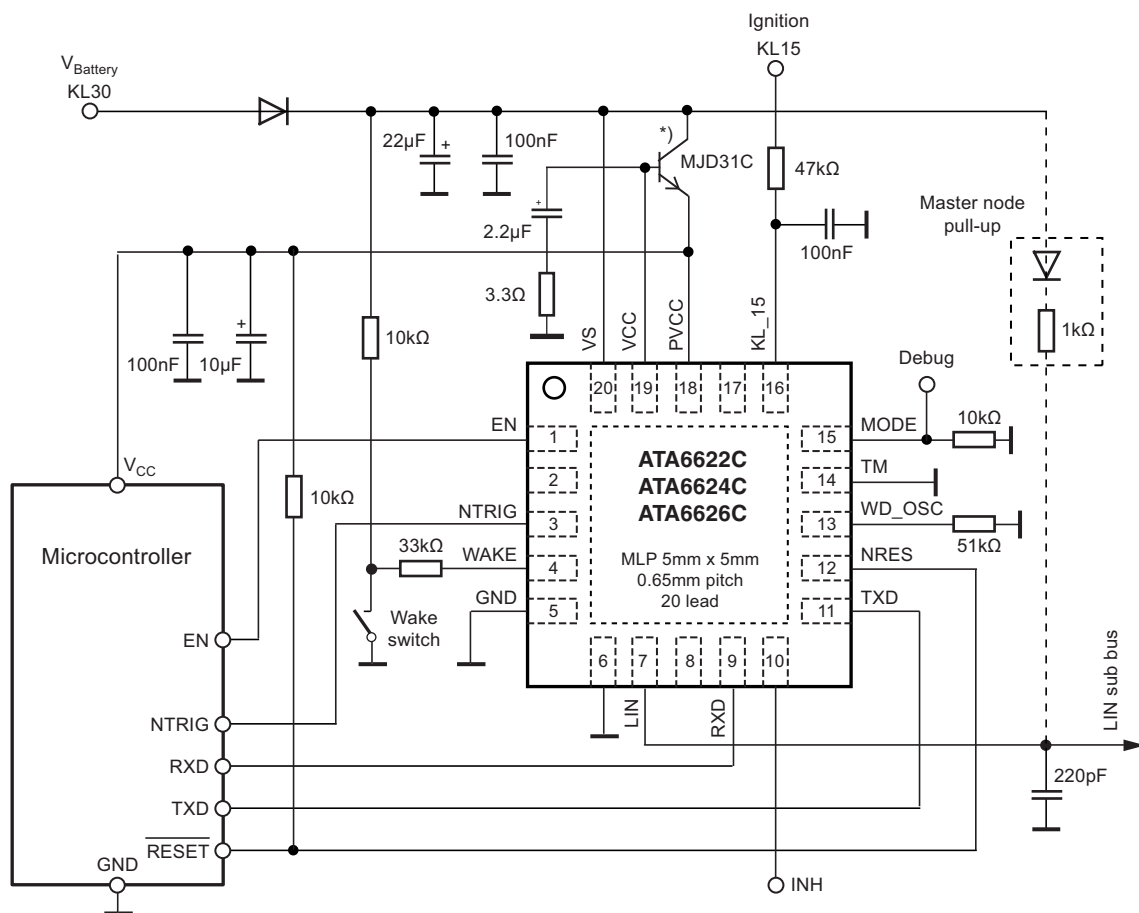 Ignition
KL15
V_Battery
KL30
22µF
+
100nF
*)
MJD31C
47kΩ
Master node
pull-up
+
2.2µF
100nF
3.3Ω
10kΩ
1kΩ
100nF
+
10µF
VS
VCC
PVCC
KL_15
Debug
20
19
18
17
16
EN
1
15
MODE
10kΩ
V_CC
10kΩ
2
14
TM
NTRIG
3
13
WD_OSC
51kΩ
Microcontroller
33kΩ
WAKE
4
12
NRES
GND
5
11
TXD
ATA6622C
ATA6624C
ATA6626C
MLP 5mm x 5mm
0.65mm pitch
20 lead
Wake
switch
EN
6
7
8
9
10
LIN
RXD
LIN sub bus
NTRIG
RXD
220pF
TXD
RESET
GND
INH